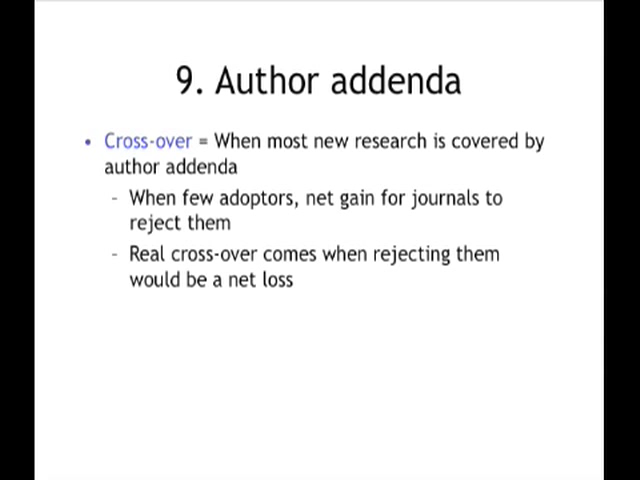 9. Author addenda
• Cross-over = When most new research is covered by
author addenda
- When few adoptors, net gain for journals to
reject them
- Real cross-over comes when rejecting them
would be a net loss